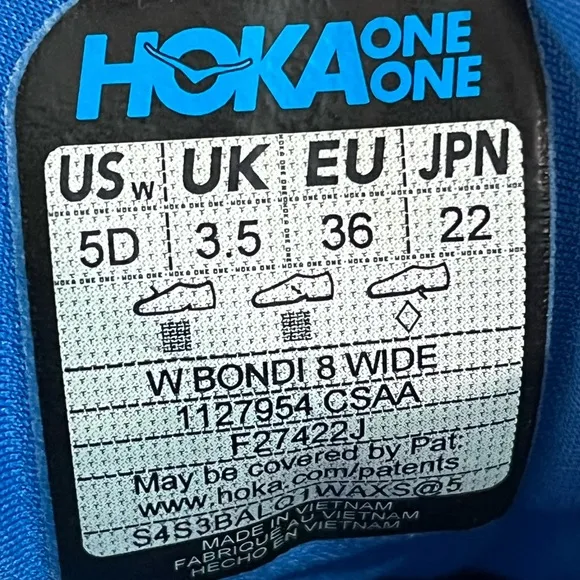 HOKA ONE ONE
US W UK EU JPN
5D 3.5 36 22
W BONDI 8 WIDE
1127954 CSAA
F27422J
May be covered by Pat:
www.hoka.com/patents
S4S3BALQ1WAXS@5
MADE IN VIETNAM
FABRIQUE AU VIETNAM
HECHO EN VIETNAM